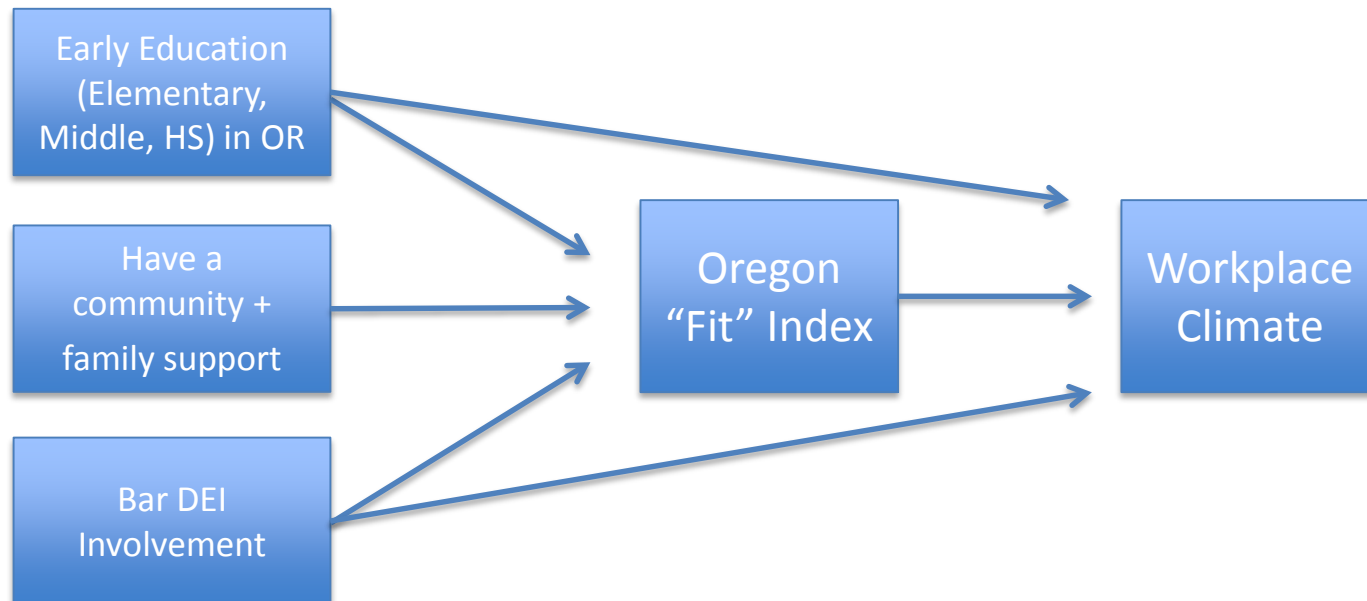 Early Education
(Elementary,
Middle, HS) in OR
Have a
community +
family support
Bar DEI
Involvement
Oregon
“Fit” Index
Workplace
Climate